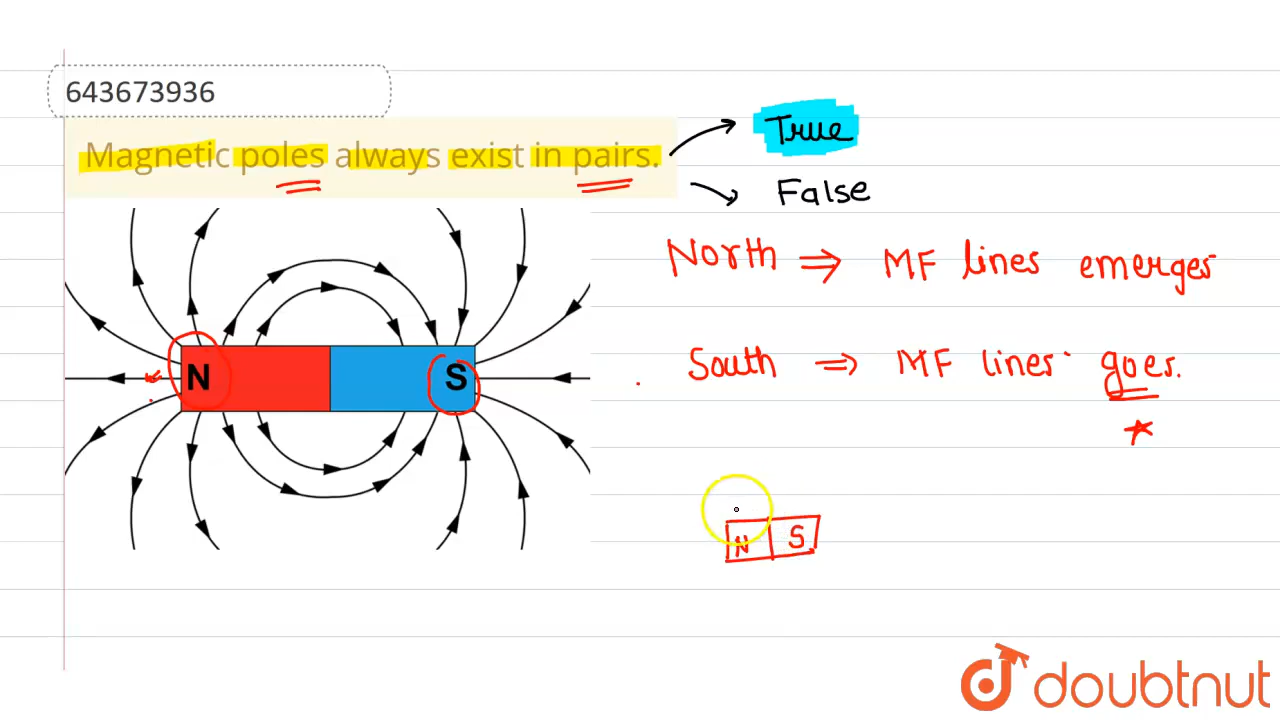 643673936
Magnetic poles always exist in pairs.
True
False
North ⇒ MF lines emerges
South ⇒ MF lines goes.
N S
N S
doubtnut